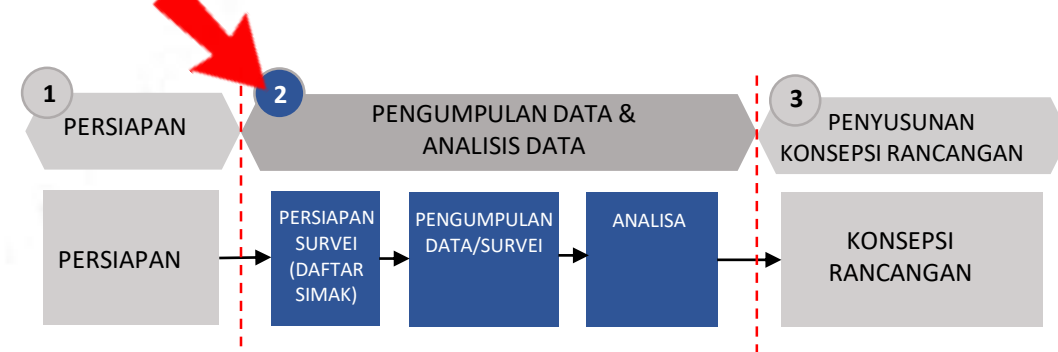 1
PERSIAPAN
2
PENGUMPULAN DATA &
ANALISIS DATA
3
PENYUSUNAN
KONSEPSI RANCANGAN
PERSIAPAN
PERSIAPAN
SURVEI
(DAFTAR
SIMAK)
PENGUMPULAN
DATA/SURVEI
ANALISA
KONSEPSI
RANCANGAN